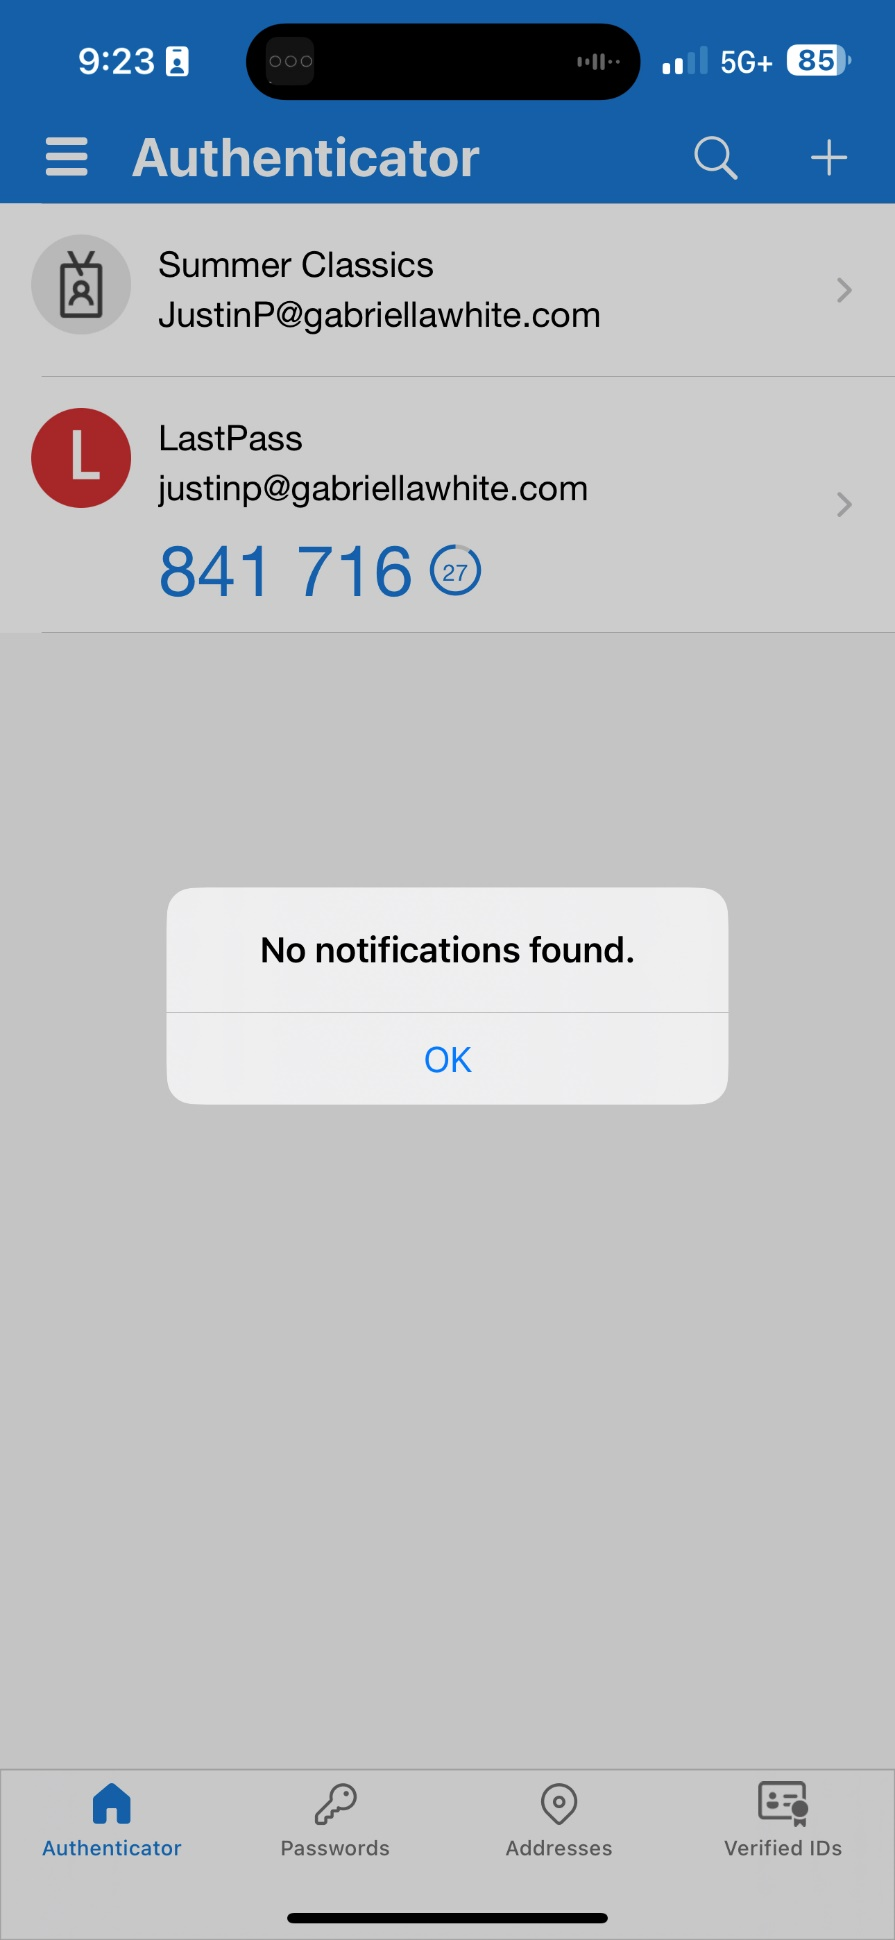 9:23
5G+
85
Authenticator
Summer Classics
JustinP@gabriellawhite.com
L
LastPass
justinp@gabriellawhite.com
841 716
27
No notifications found.
OK
Authenticator
Passwords
Addresses
Verified IDs